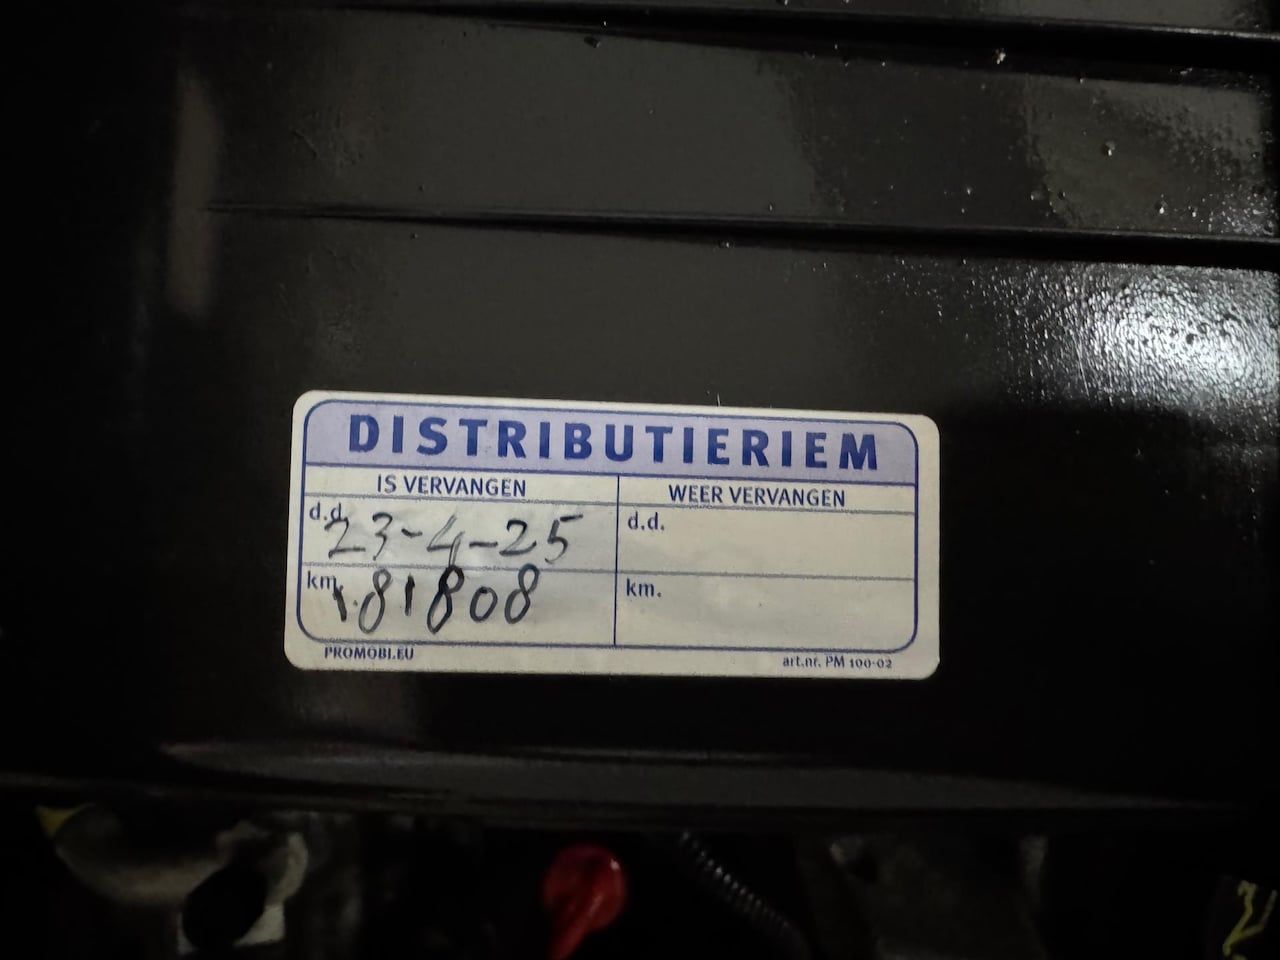 DISTRIBUTIERIEM
IS VERVANGEN
WEER VERVANGEN
d.d. 23-4-25
d.d.
km. 181808
km.
PROMOBI.EU
art.nr. PM 100-02